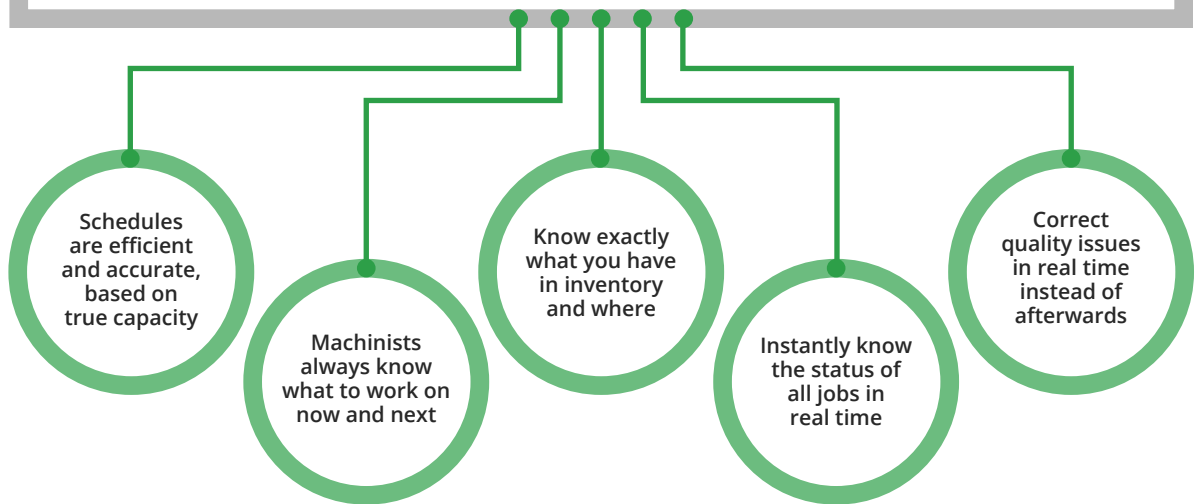 Schedules
are efficient
and accurate,
based on
true capacity
Machinists
always know
what to work on
now and next
Know exactly
what you have
in inventory
and where
Instantly know
the status of
all jobs in
real time
Correct
quality issues
in real time
instead of
afterwards